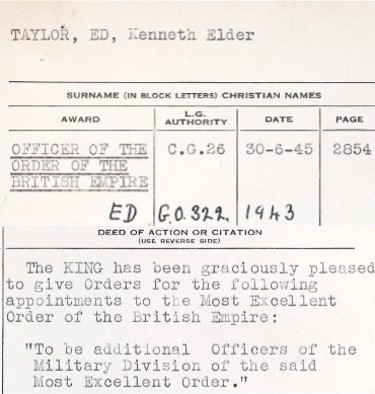 TAYLOR, ED, Kenneth Elder
SURNAME (IN BLOCK LETTERS) CHRISTIAN NAMES
AWARD L.G. AUTHORITY DATE PAGE
OFFICER OF THE C.G.26 30-6-45 2854
ORDER OF THE
BRITISH EMPIRE
ED G.O.322. 1943
DEED OF ACTION OR CITATION
(USE REVERSE SIDE)
The KING has been graciously pleased
to give Orders for the following
appointments to the Most Excellent
Order of the British Empire:
"To be additional Officers of the
Military Division of the said
Most Excellent Order."